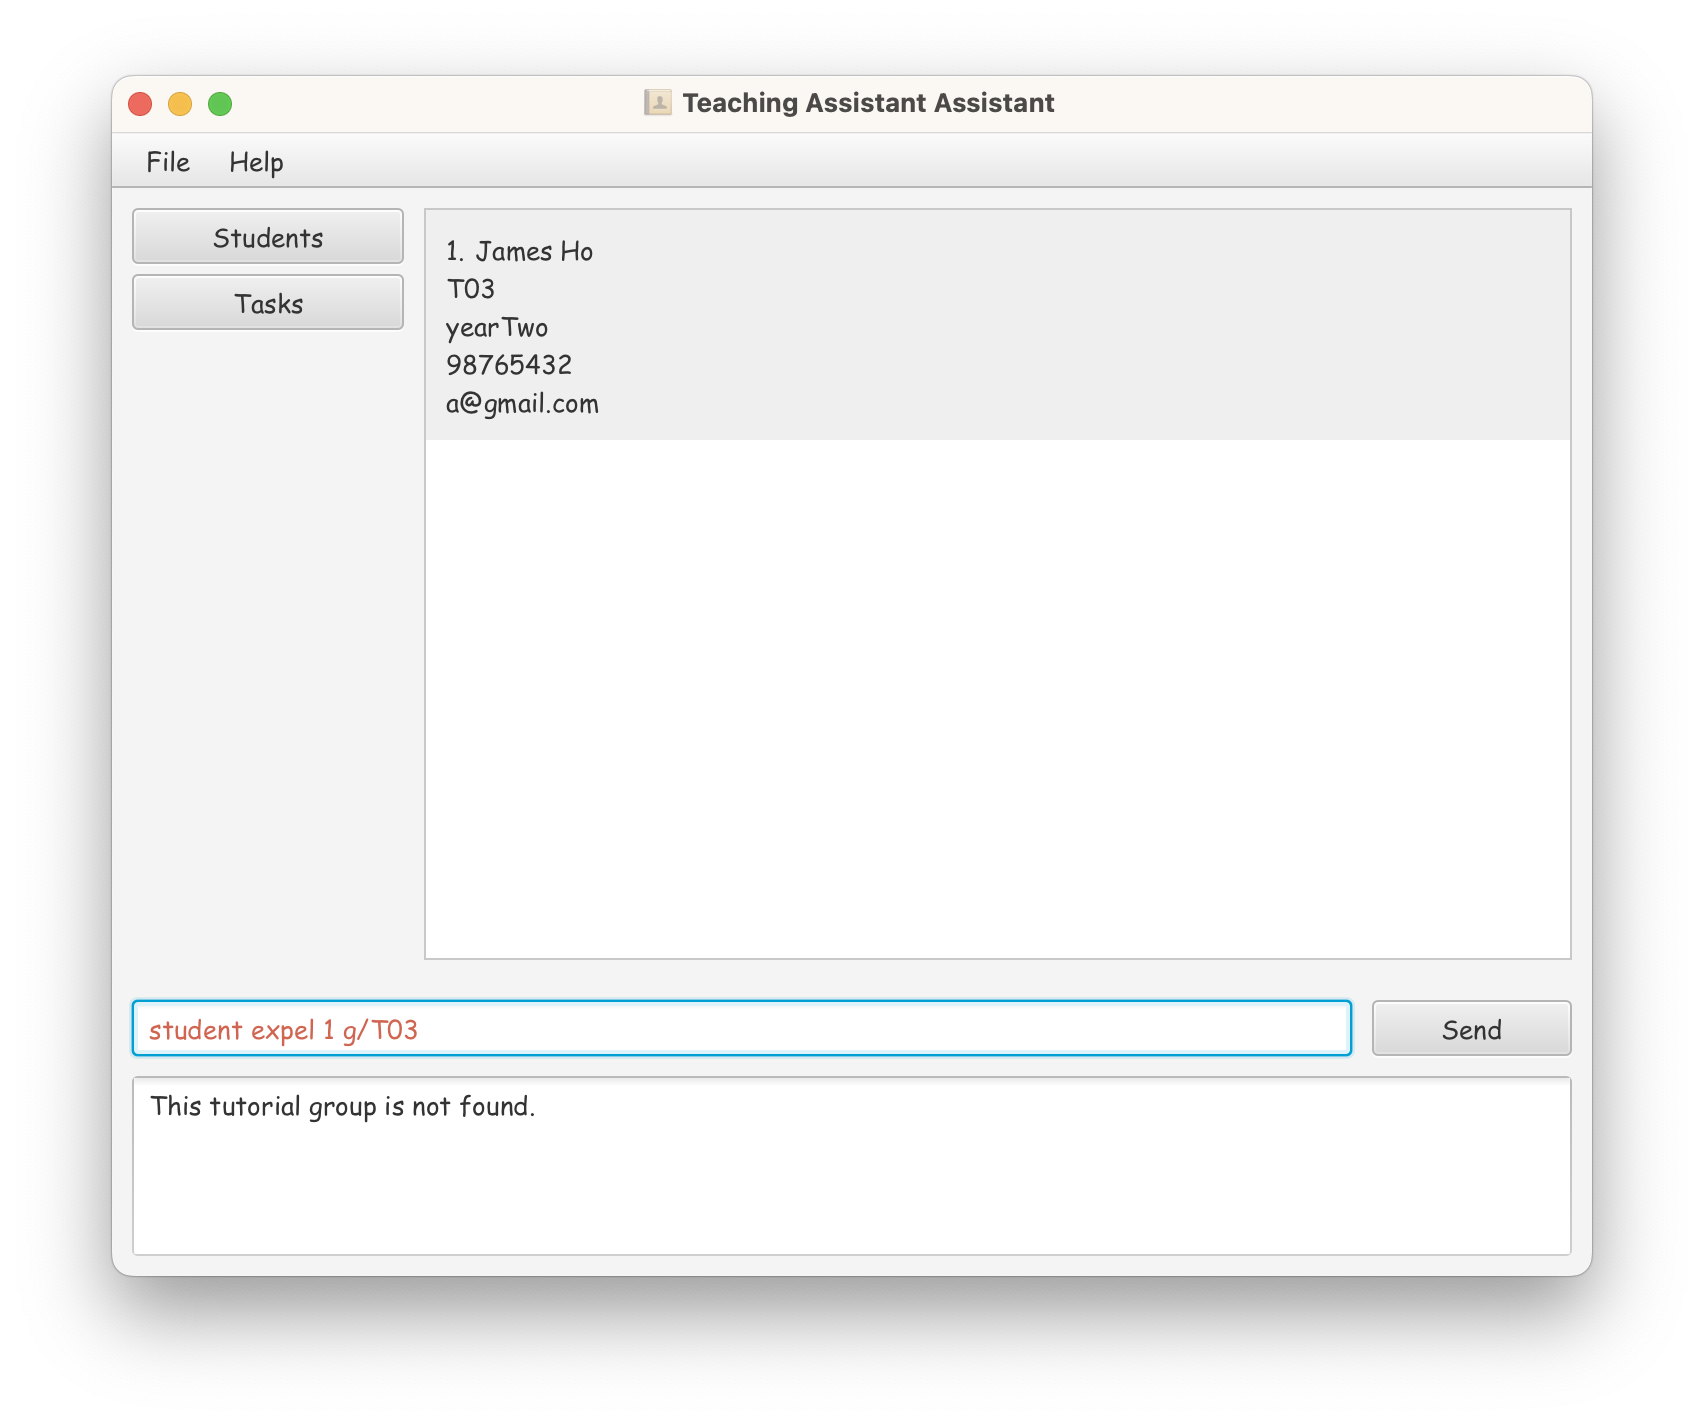 Teaching Assistant Assistant
File Help
Students
Tasks
1. James Ho
T03
yearTwo
98765432
a@gmail.com
student expel 1 g/T03
Send
This tutorial group is not found.